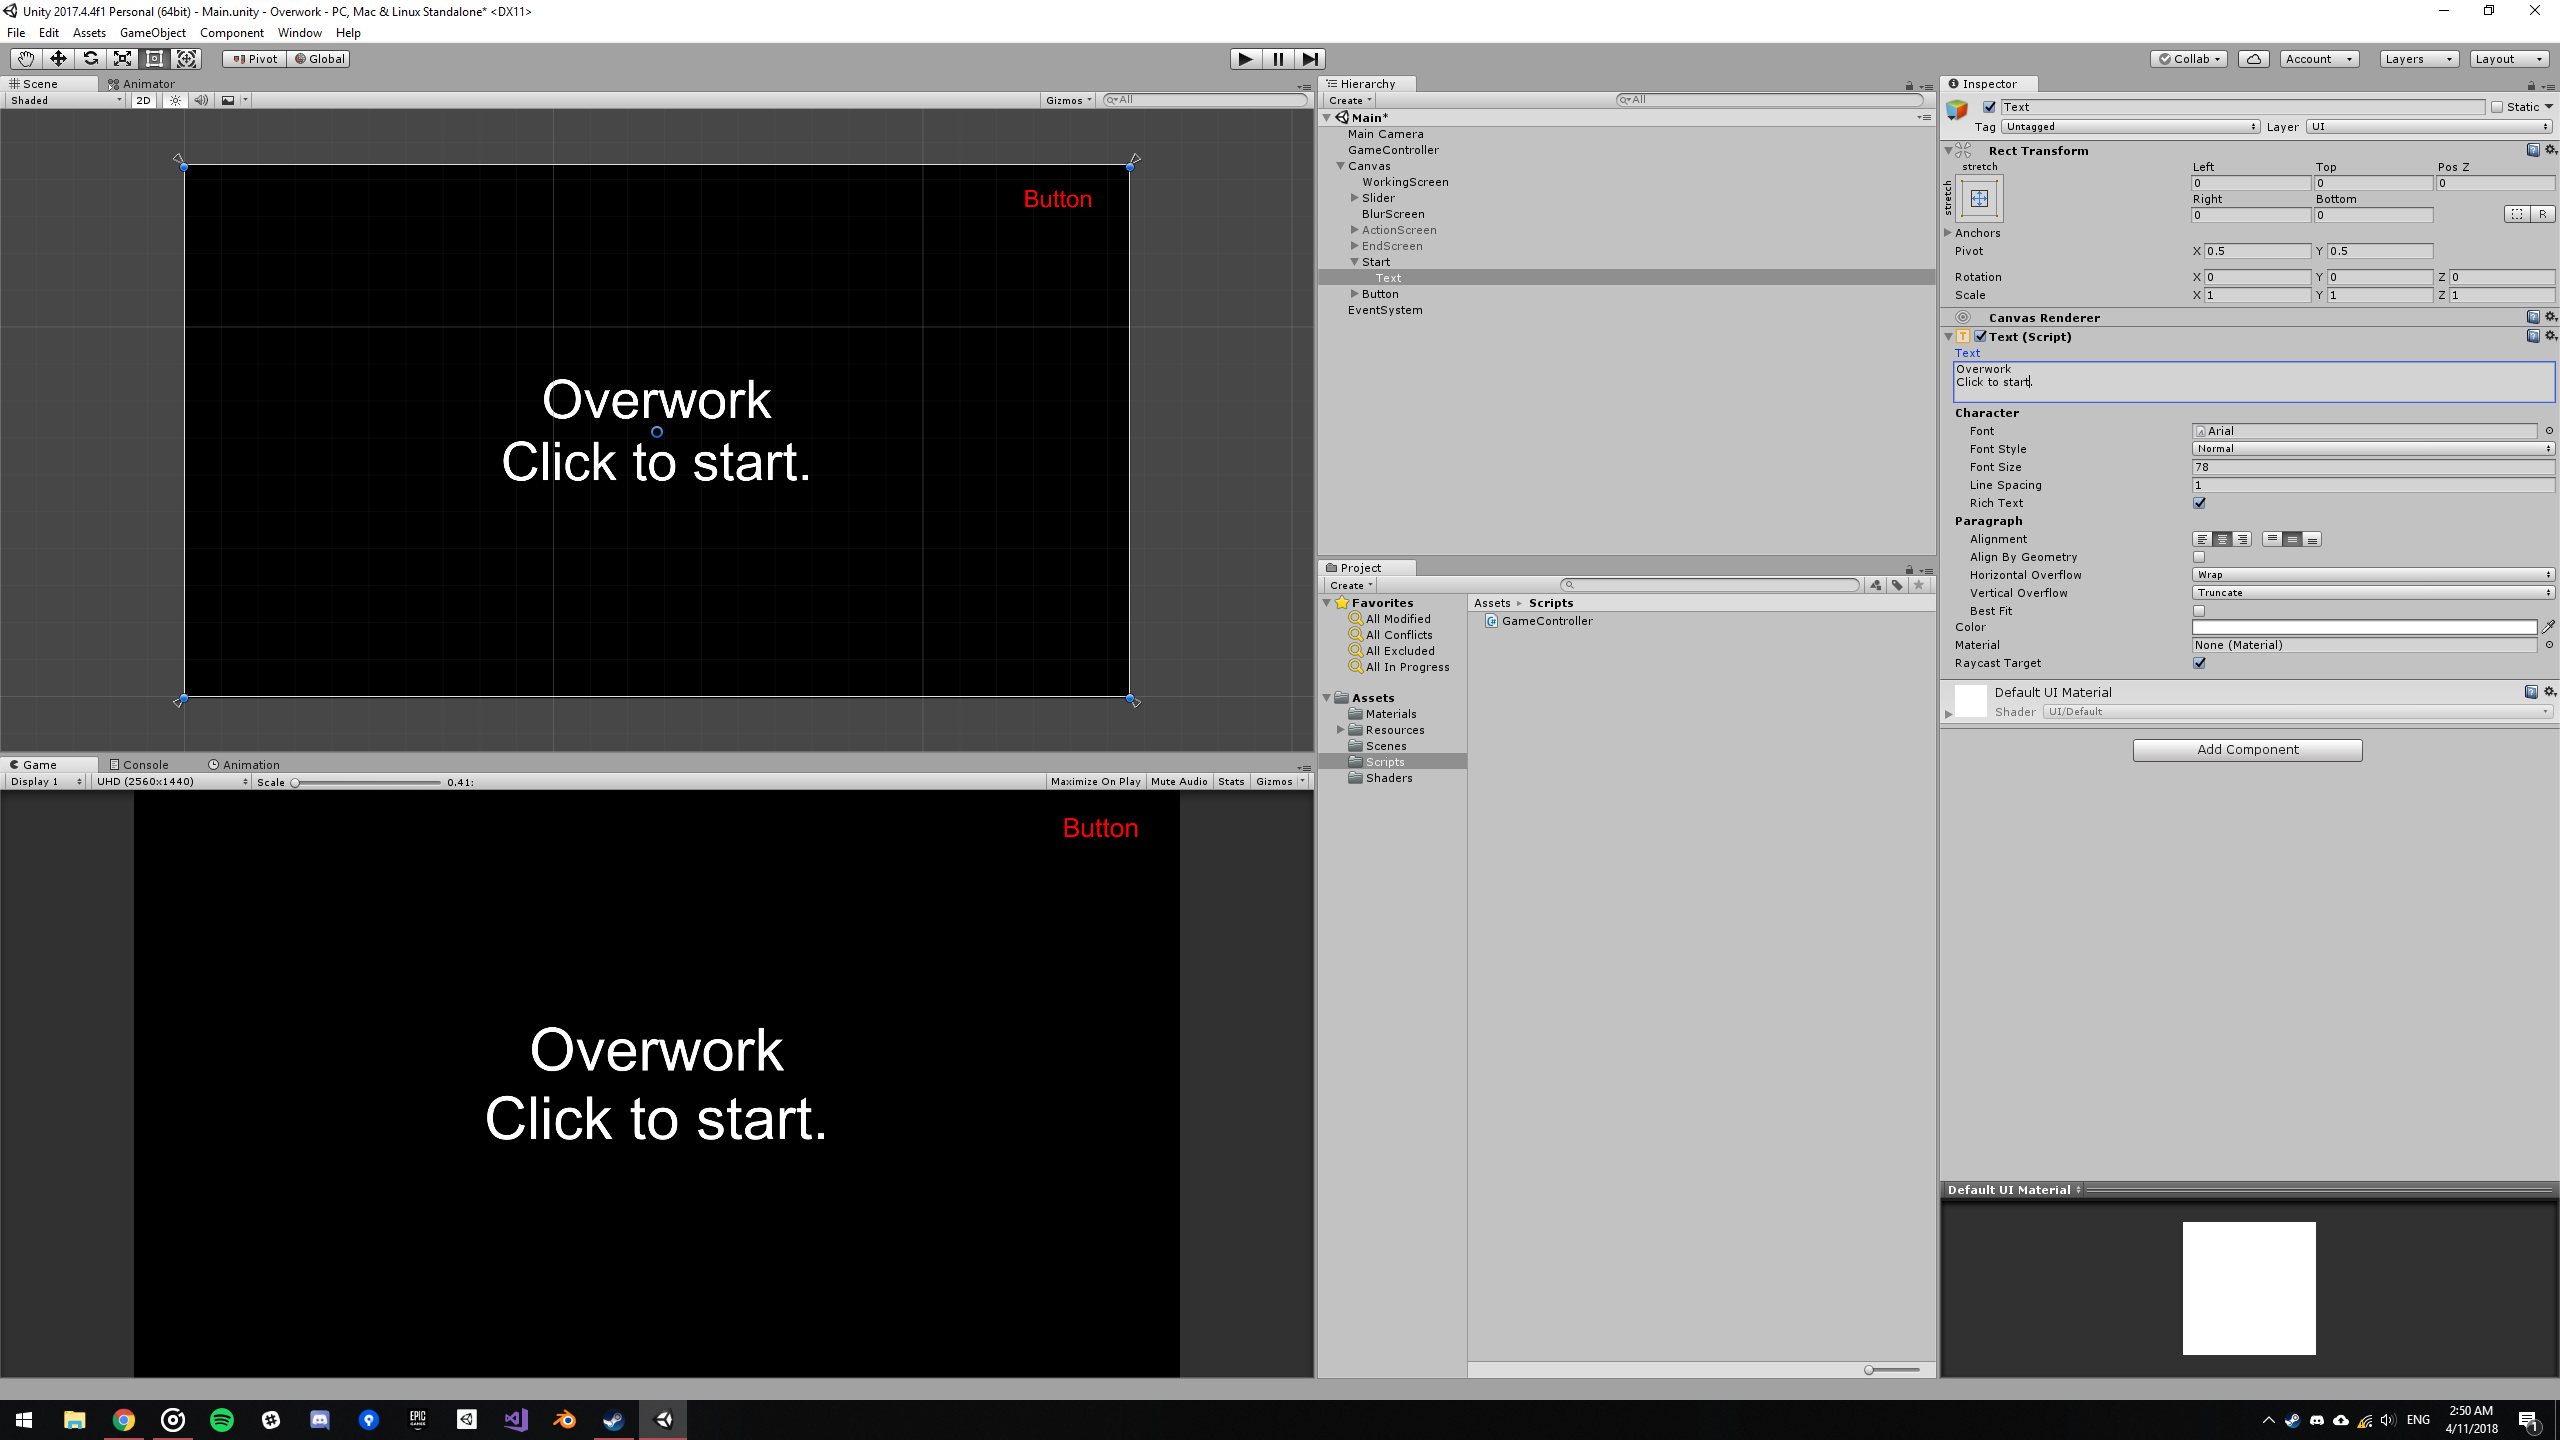 Unity 2017.4.4f1 Personal (64bit) - Main.unity - Overwork - PC, Mac & Linux Standalone* <DX11>
File Edit Assets GameObject Component Window Help
Pivot Global Collab Account Layers Layout
Scene Animator
Shaded 2D Gizmos All
Button
Overwork
Click to start.
Game Console Animation
Display 1 UHD (2560x1440) Scale 0.41: Maximize On Play Mute Audio Stats Gizmos
Button
Overwork
Click to start.
Hierarchy
Create All
Main*
Main Camera
GameController
Canvas
WorkingScreen
Slider
BlurScreen
ActionScreen
EndScreen
Start
Text
Button
EventSystem
Project
Create
Favorites
All Modified
All Conflicts
All Excluded
All In Progress
Assets
Materials
Resources
Scenes
Scripts
Shaders
Assets Scripts
GameController
Inspector
Text Static
Tag Untagged Layer UI
Rect Transform
stretch
stretch
Left Top Pos Z
0 0 0
Right Bottom
0 0 R
Anchors
Pivot X 0.5 Y 0.5
Rotation X 0 Y 0 Z 0
Scale X 1 Y 1 Z 1
Canvas Renderer
Text (Script)
Text
Overwork
Click to start.
Character
Font Arial
Font Style Normal
Font Size 78
Line Spacing 1
Rich Text
Paragraph
Alignment
Align By Geometry
Horizontal Overflow Wrap
Vertical Overflow Truncate
Best Fit
Color
Material None (Material)
Raycast Target
Default UI Material
Shader UI/Default
Add Component
Default UI Material
EPIC GAMES
ENG
2:50 AM
4/11/2018
1